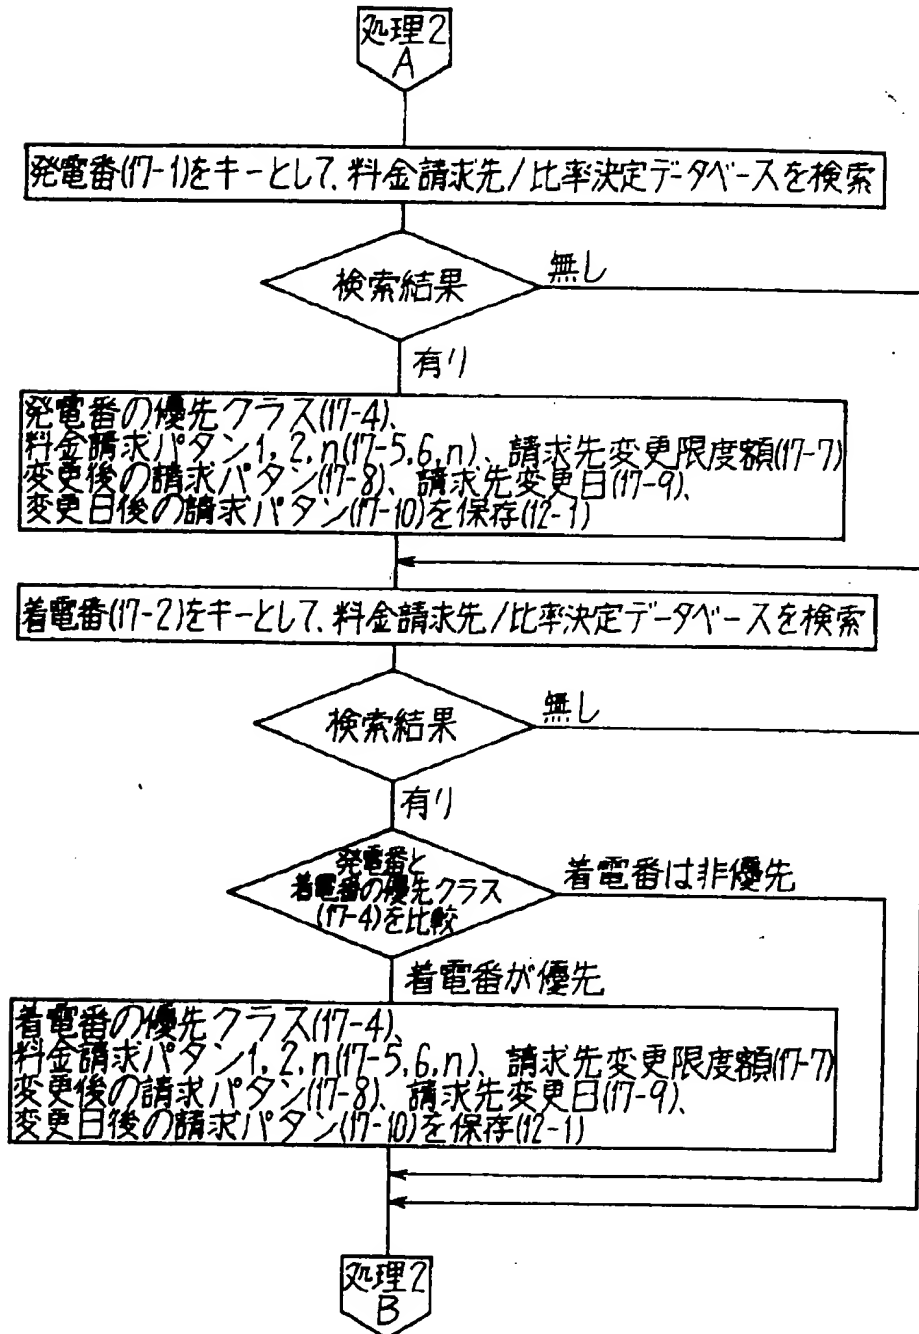 処理2
A
発電番(17-1)をキーとして、料金請求先/比率決定データベースを検索
検索結果
無し
有り
発電番の優先クラス(17-4)、
料金請求パタン1,2,n(17-5,6,n)、請求先変更限度額(17-7)
変更後の請求パタン(17-8)、請求先変更日(17-9)、
変更日後の請求パタン(17-10)を保存(12-1)
着電番(17-2)をキーとして、料金請求先/比率決定データベースを検索
検索結果
無し
有り
発電番と
着電番の優先クラス
(17-4)を比較
着電番は非優先
着電番が優先
着電番の優先クラス(17-4)、
料金請求パタン1,2,n(17-5,6,n)、請求先変更限度額(17-7)
変更後の請求パタン(17-8)、請求先変更日(17-9)、
変更日後の請求パタン(17-10)を保存(12-1)
処理2
B